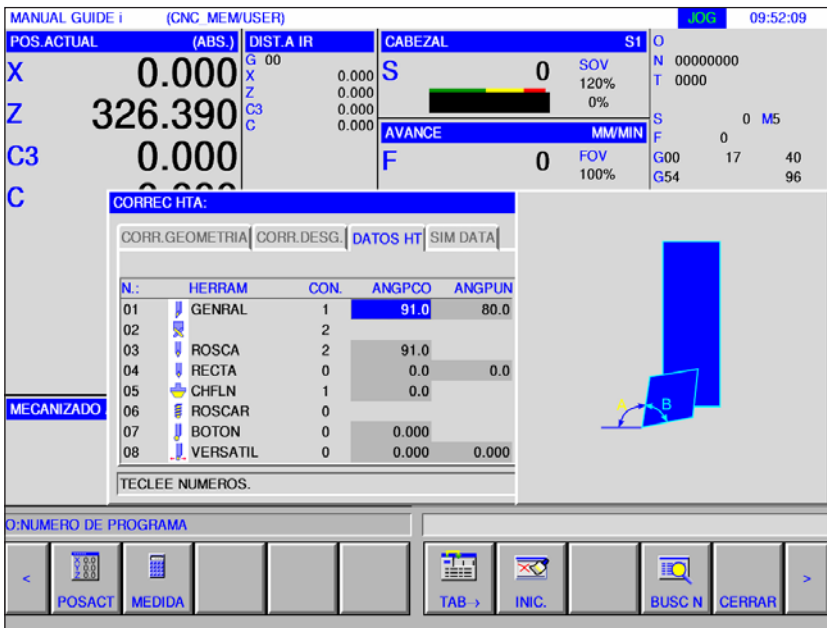 MANUAL GUIDE i (CNC_MEM/USER) JOG 09:52:09
POS.ACTUAL (ABS.)
X 0.000
Z 326.390
C3 0.000
C
DIST.A IR
G 00
X 0.000
Z 0.000
C3 0.000
C 0.000
CABEZAL S1
S 0 SOV
120%
0%
AVANCE MM/MIN
F 0 FOV
100%
O
N 00000000
T 0000
S 0 M5
F 0
G00 17 40
G54 96
CORREC HTA:
CORR.GEOMETRIA CORR.DESG. DATOS HT SIM DATA
N.: HERRAM CON. ANGPCO ANGPUN
01 GENRAL 1 91.0 80.0
02 2
03 ROSCA 2 91.0
04 RECTA 0 0.0 0.0
05 CHFLN 1 0.0
06 ROSCAR 0
07 BOTON 0 0.000
08 VERSATIL 0 0.000 0.000
TECLEE NUMEROS.
A B
MECANIZADO
O:NUMERO DE PROGRAMA
< POSACT MEDIDA TAB→ INIC. BUSC N CERRAR >